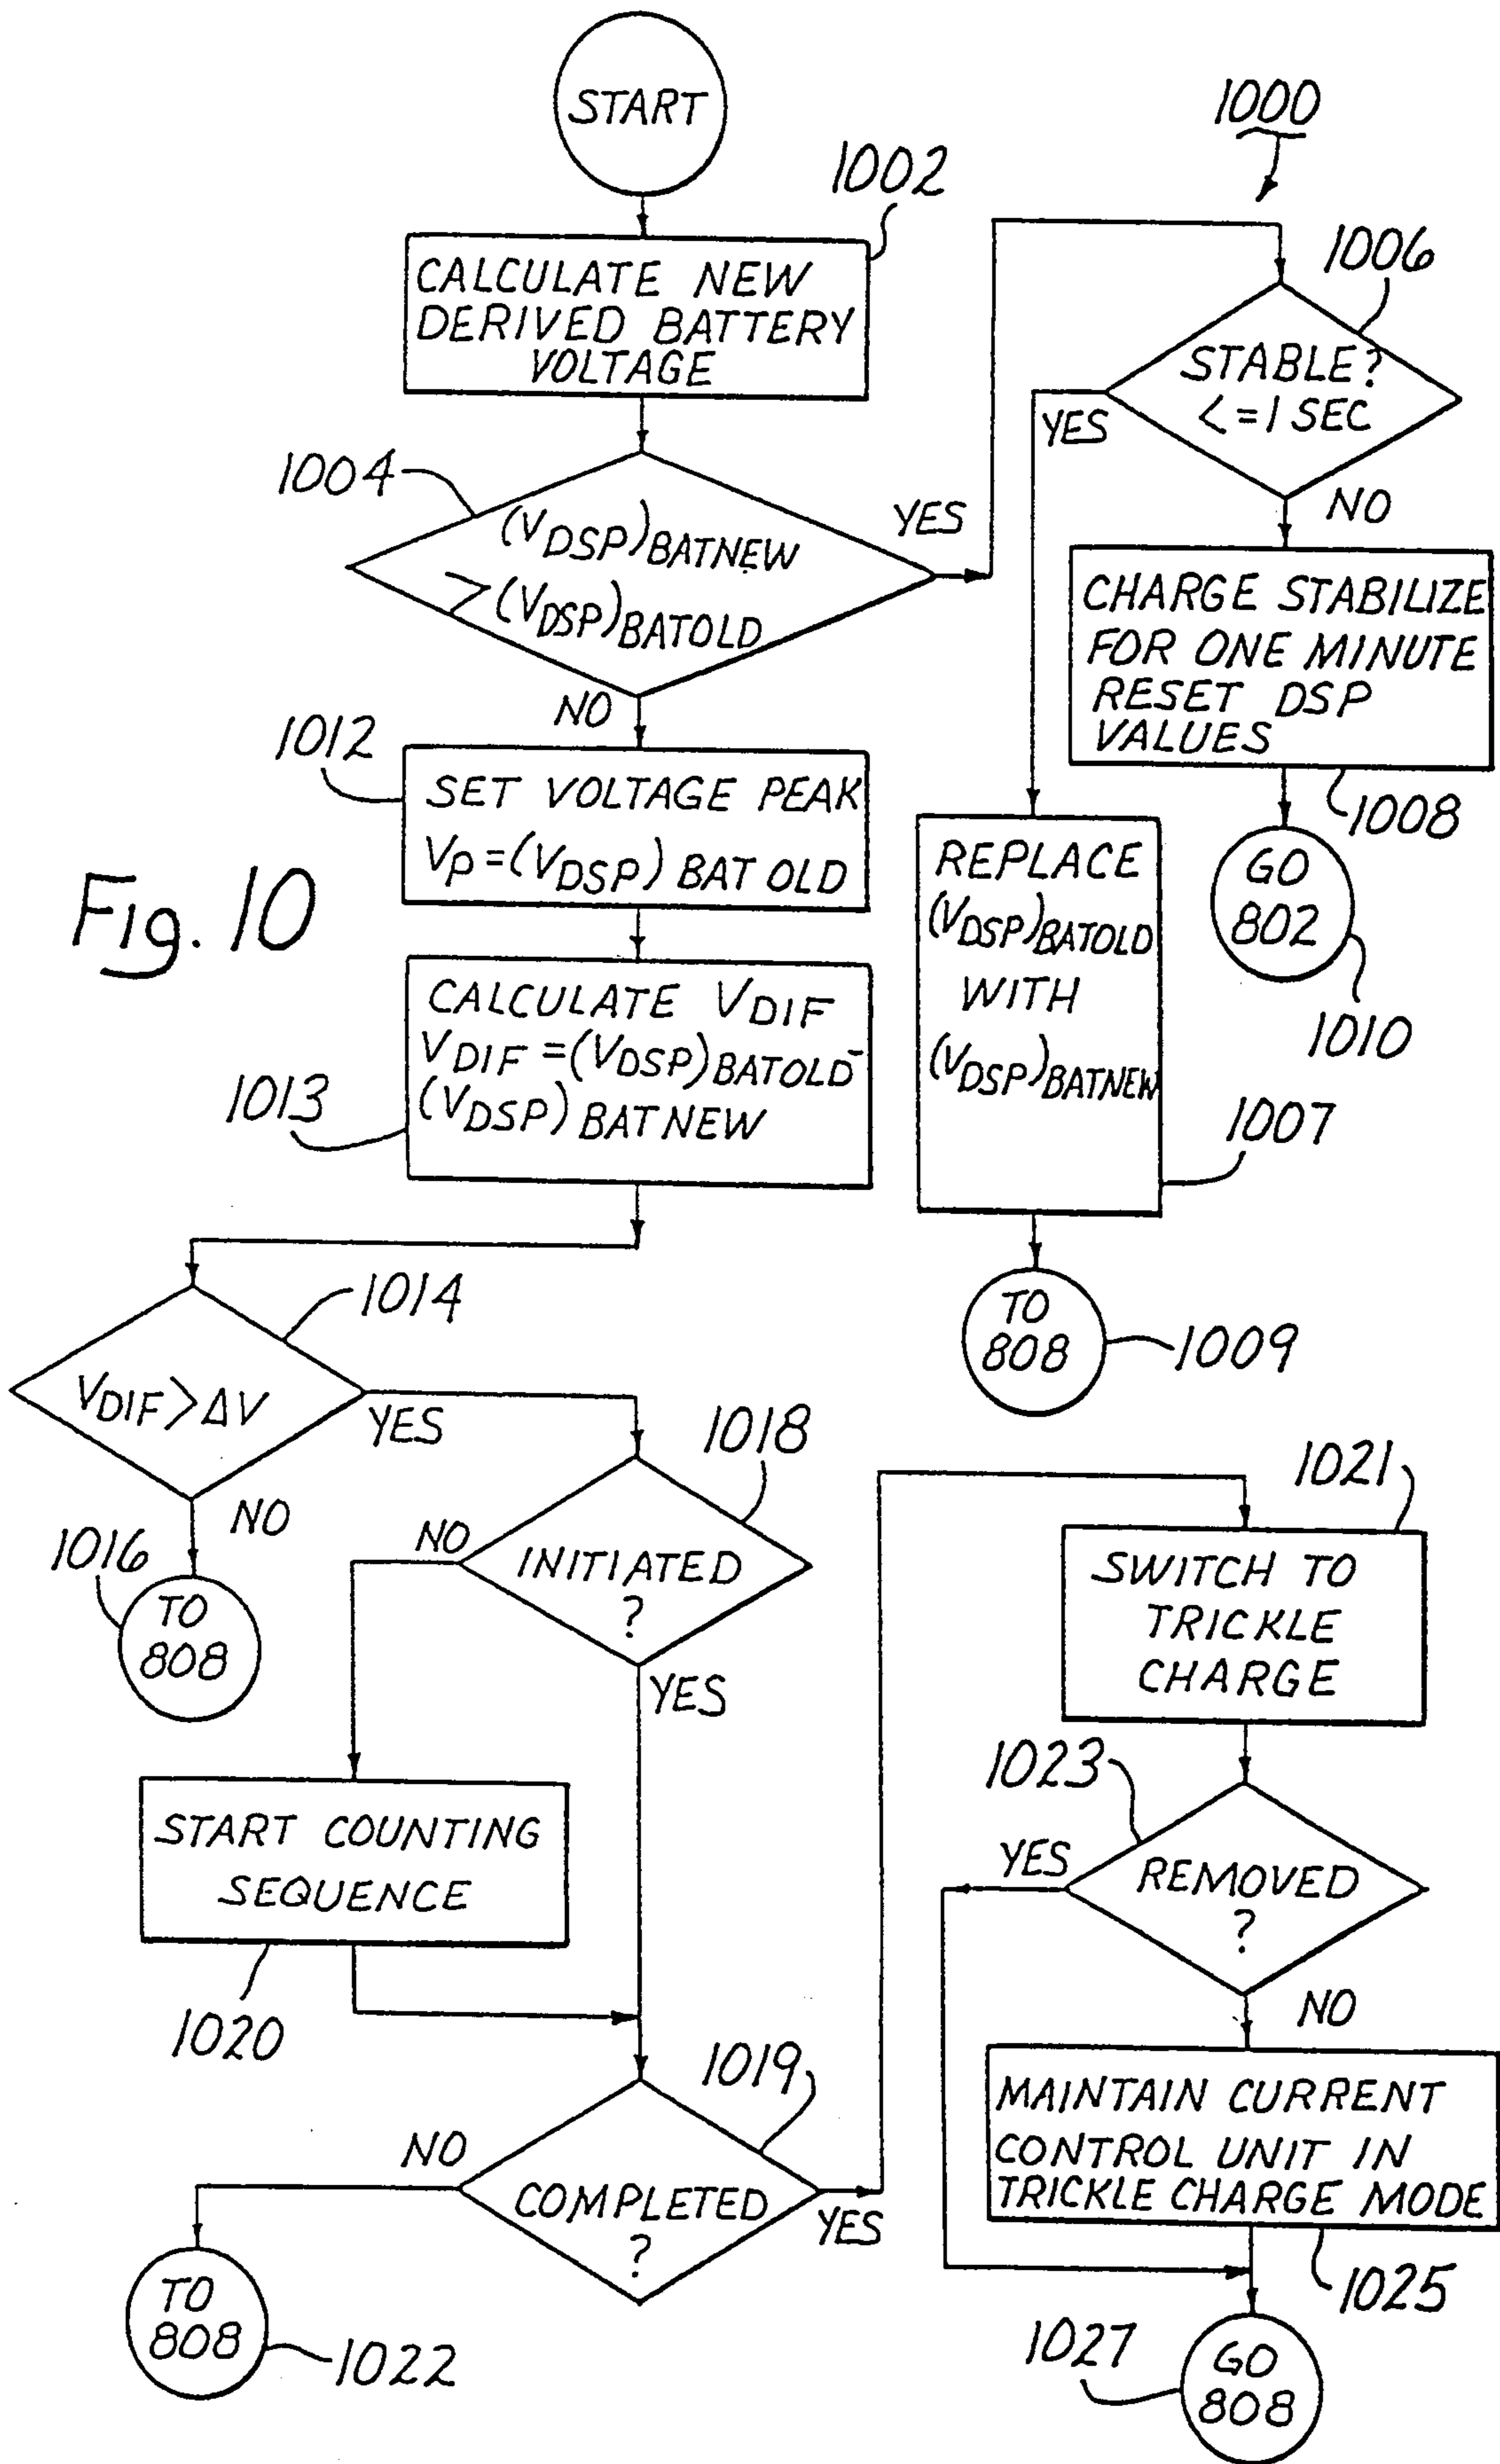 START
1000
1002
CALCULATE NEW
DERIVED BATTERY
VOLTAGE
1004
(VDSP)BATNEW
>(VDSP)BATOLD
YES
NO
1006
STABLE?
<=1 SEC
YES
NO
CHARGE STABILIZE
FOR ONE MINUTE
RESET DSP
VALUES
1008
GO
802
1010
1012
SET VOLTAGE PEAK
VP=(VDSP) BAT OLD
Fig. 10
REPLACE
(VDSP)BATOLD
WITH
(VDSP)BATNEW
1007
TO
808
1009
CALCULATE VDIF
VDIF=(VDSP)BATOLD-
(VDSP)BATNEW
1013
1014
VDIF>ΔV
YES
NO
1016
TO
808
1018
INITIATED
?
NO
YES
START COUNTING
SEQUENCE
1020
1019
COMPLETED
?
NO
YES
TO
808
1022
1021
SWITCH TO
TRICKLE
CHARGE
1023
REMOVED
?
YES
NO
MAINTAIN CURRENT
CONTROL UNIT IN
TRICKLE CHARGE MODE
1025
1027
GO
808